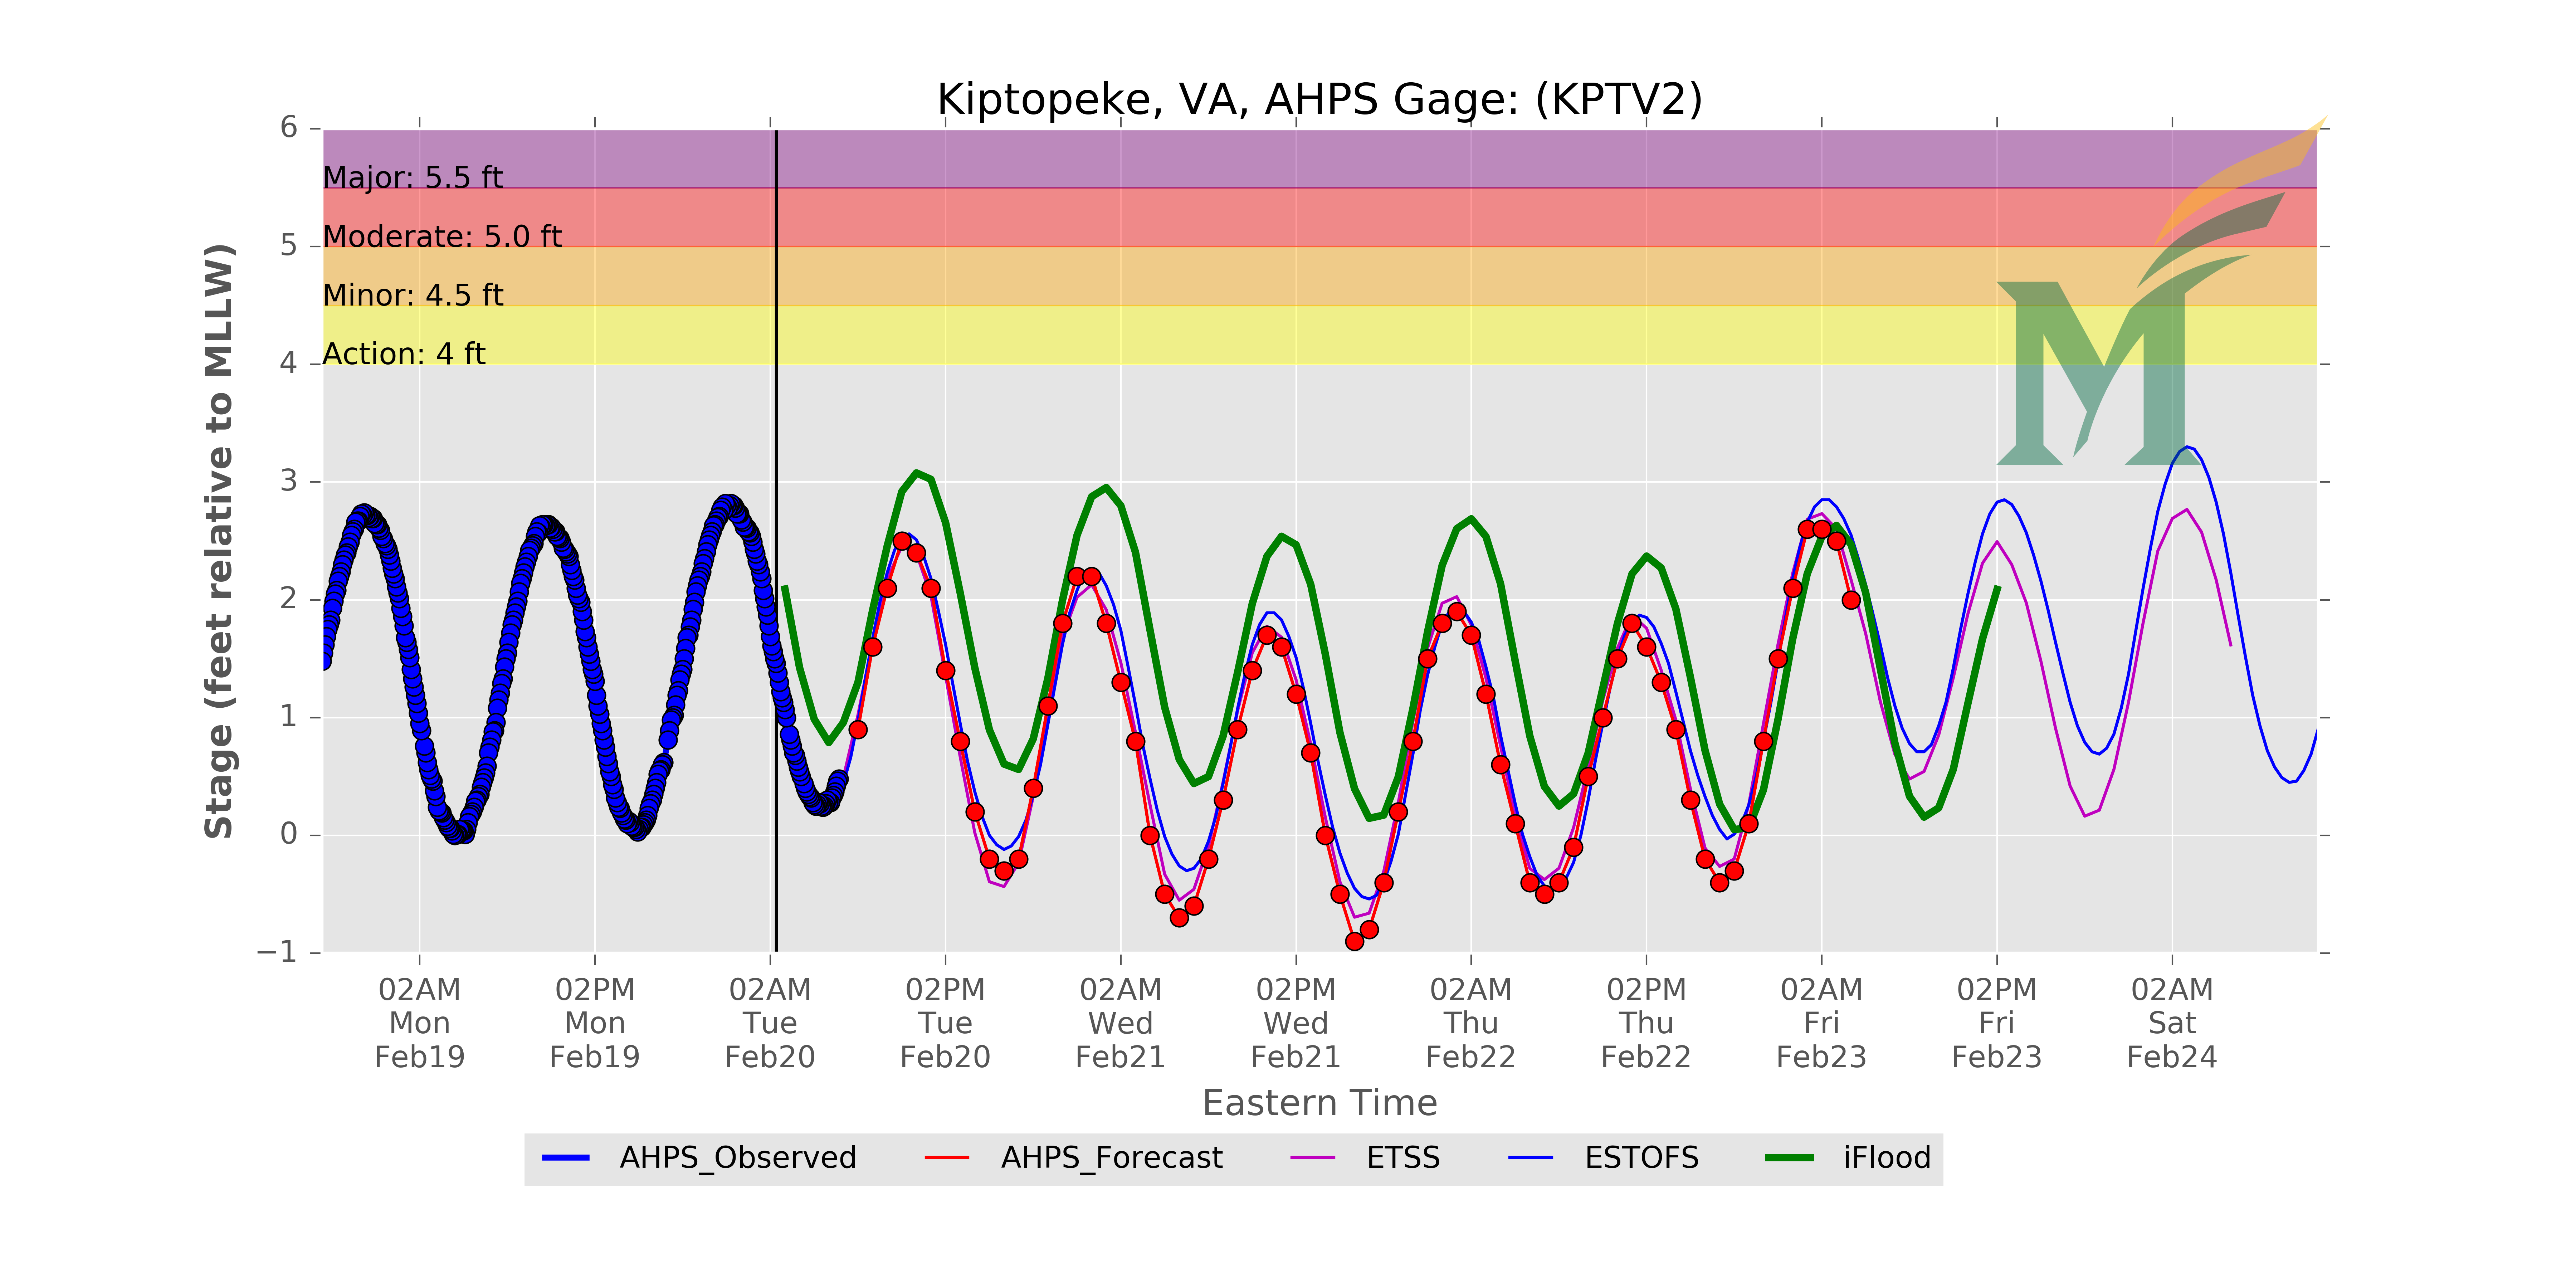 Kiptopeke, VA, AHPS Gage: (KPTV2)
6
Major: 5.5 ft
Moderate: 5.0 ft
5
Minor: 4.5 ft
Action: 4 ft
4
3
2
1
0
−1
Stage (feet relative to MLLW)
M
02AM 02PM 02AM 02PM 02AM 02PM 02AM 02PM 02AM 02PM 02AM
Mon Mon Tue Tue Wed Wed Thu Thu Fri Fri Sat
Feb19 Feb19 Feb20 Feb20 Feb21 Feb21 Feb22 Feb22 Feb23 Feb23 Feb24
Eastern Time
AHPS_Observed AHPS_Forecast ETSS ESTOFS iFlood